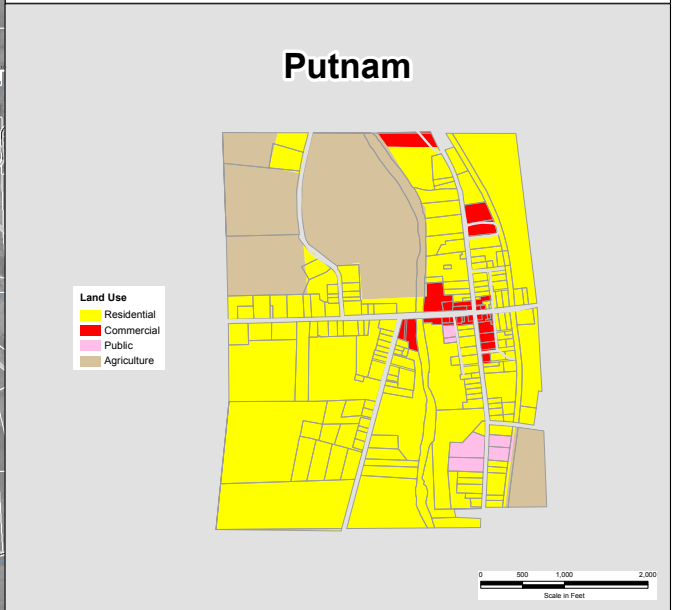 Putnam
Land Use
Residential
Commercial
Public
Agriculture
0 500 1,000 2,000
Scale in Feet